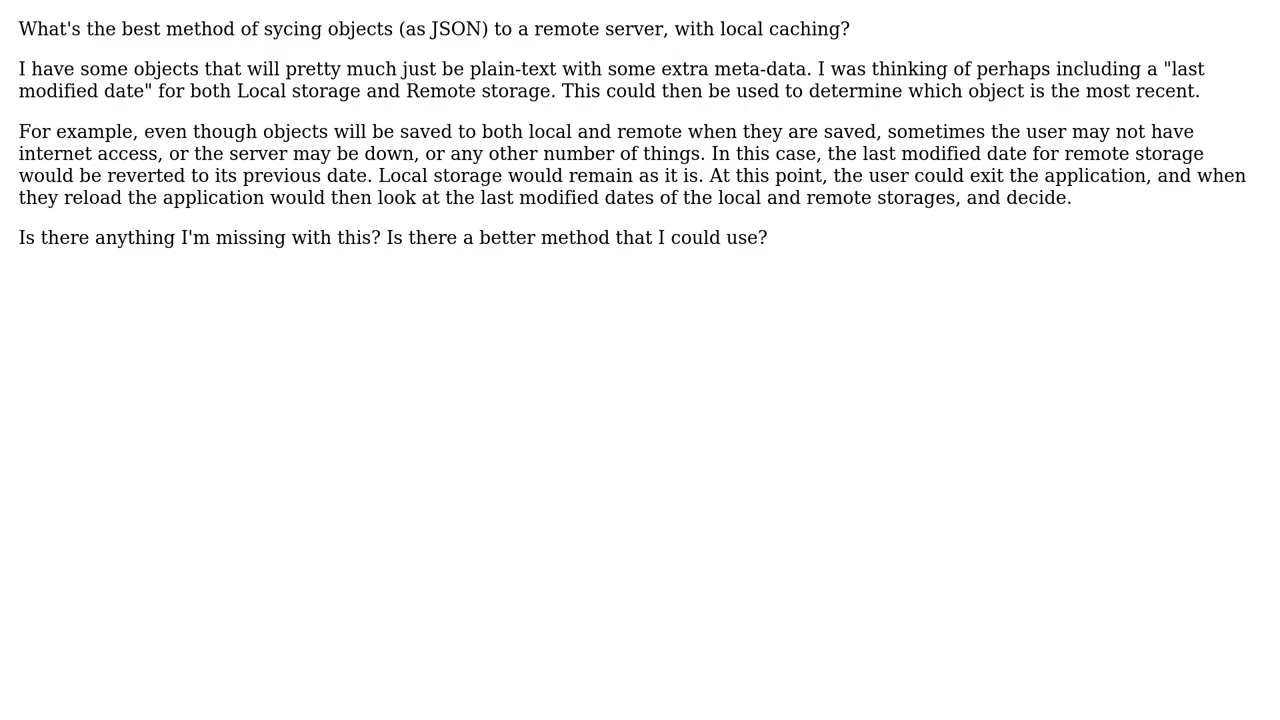 What's the best method of sycing objects (as JSON) to a remote server, with local caching?
I have some objects that will pretty much just be plain-text with some extra meta-data. I was thinking of perhaps including a "last
modified date" for both Local storage and Remote storage. This could then be used to determine which object is the most recent.
For example, even though objects will be saved to both local and remote when they are saved, sometimes the user may not have
internet access, or the server may be down, or any other number of things. In this case, the last modified date for remote storage
would be reverted to its previous date. Local storage would remain as it is. At this point, the user could exit the application, and when
they reload the application would then look at the last modified dates of the local and remote storages, and decide.
Is there anything I'm missing with this? Is there a better method that I could use?